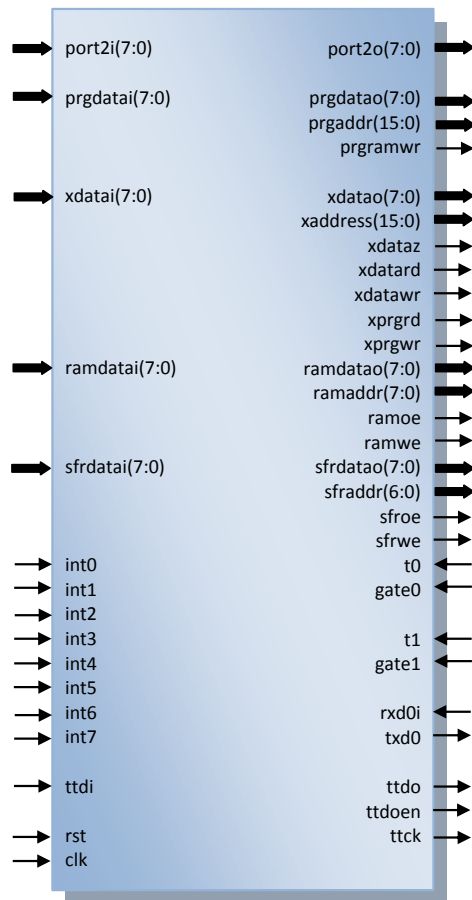 port2i(7:0) port2o(7:0)
prgdatai(7:0) prgdatao(7:0)
prgaddr(15:0)
prgramwr
xdatai(7:0) xdatao(7:0)
xaddress(15:0)
xdataz
xdatard
xdatawr
xprgrd
xprgwr
ramdatai(7:0) ramdatao(7:0)
ramaddr(7:0)
ramoe
ramwe
sfrdatai(7:0) sfrdatao(7:0)
sfraddr(6:0)
sfroe
sfrwe
int0 t0
int1 gate0
int2
int3 t1
int4 gate1
int5
int6 rxd0i
int7 txd0
ttdi ttdo
ttdoen
rst ttck
clk